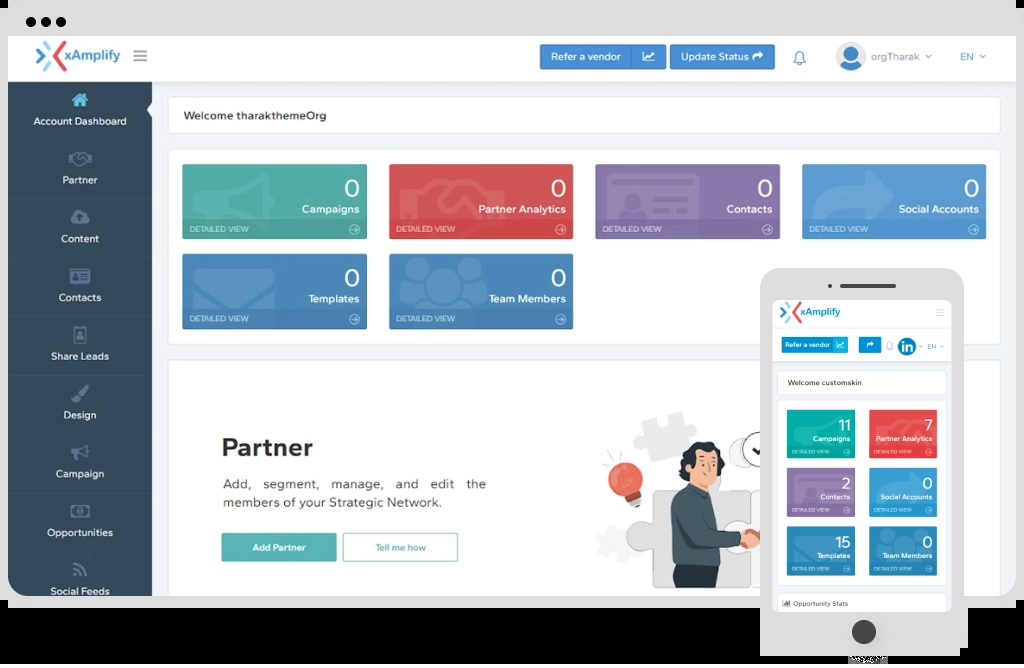 xAmplify
Refer a vendor
Update Status
orgTharak
EN
Account Dashboard
Partner
Content
Contacts
Share Leads
Design
Campaign
Opportunities
Social Feeds
Welcome tharakthemeOrg
0
Campaigns
DETAILED VIEW
0
Partner Analytics
DETAILED VIEW
0
Contacts
DETAILED VIEW
0
Social Accounts
DETAILED VIEW
0
Templates
DETAILED VIEW
0
Team Members
DETAILED VIEW
Partner
Add, segment, manage, and edit the
members of your Strategic Network.
Add Partner
Tell me how
xAmplify
Refer a vendor
in
EN
Welcome customskin
11
Campaigns
DETAILED VIEW
7
Partner Analytics
DETAILED VIEW
2
Contacts
DETAILED VIEW
0
Social Accounts
DETAILED VIEW
15
Templates
DETAILED VIEW
0
Team Members
DETAILED VIEW
Opportunity Stats